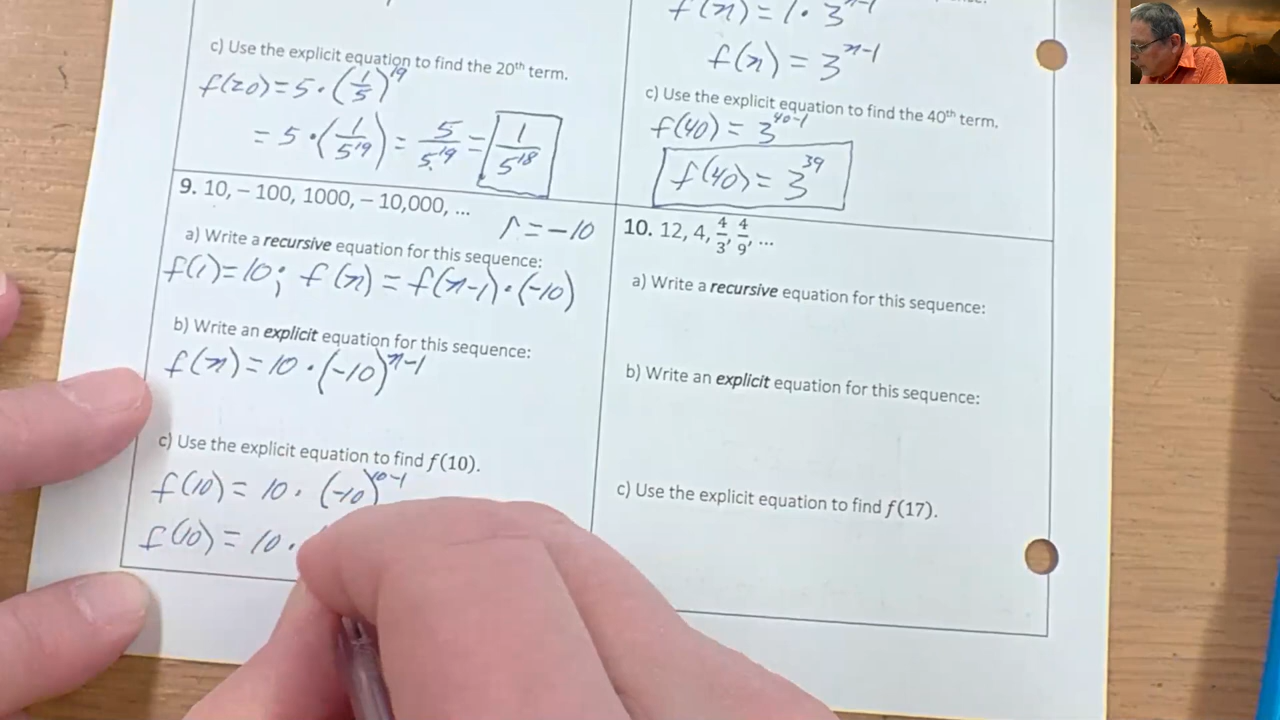 c) Use the explicit equation to find the 20th term.
f(20) = 5 · (1/5)^19
= 5 · (1/5^19) = 5/5^19 = 1/5^18
f(n) = 1 · 3^n-1
f(n) = 3^n-1
c) Use the explicit equation to find the 40th term.
f(40) = 3^40-1
f(40) = 3^39
9. 10, – 100, 1000, – 10,000, ...
r = -10
a) Write a recursive equation for this sequence:
f(1) = 10; f(n) = f(n-1) · (-10)
b) Write an explicit equation for this sequence:
f(n) = 10 · (-10)^n-1
c) Use the explicit equation to find f(10).
f(10) = 10 · (-10)^10-1
f(10) = 10 ·
10. 12, 4, 4/3, 4/9, ...
a) Write a recursive equation for this sequence:
b) Write an explicit equation for this sequence:
c) Use the explicit equation to find f(17).